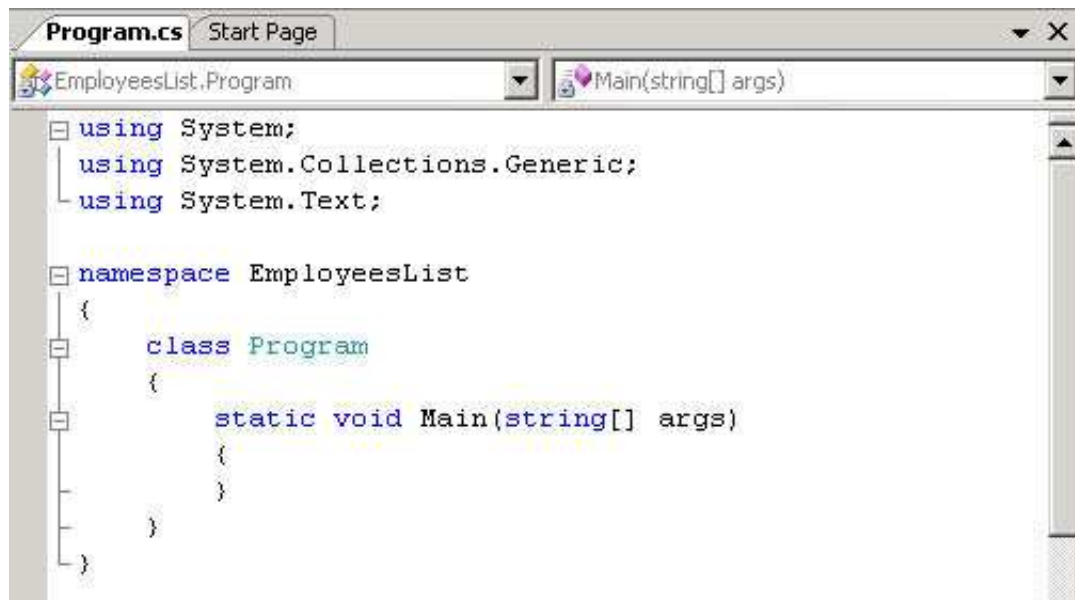 Program.cs Start Page
EmployeesList.Program Main(string[] args)
using System;
using System.Collections.Generic;
using System.Text;
namespace EmployeesList
{
class Program
{
static void Main(string[] args)
{
}
}
}